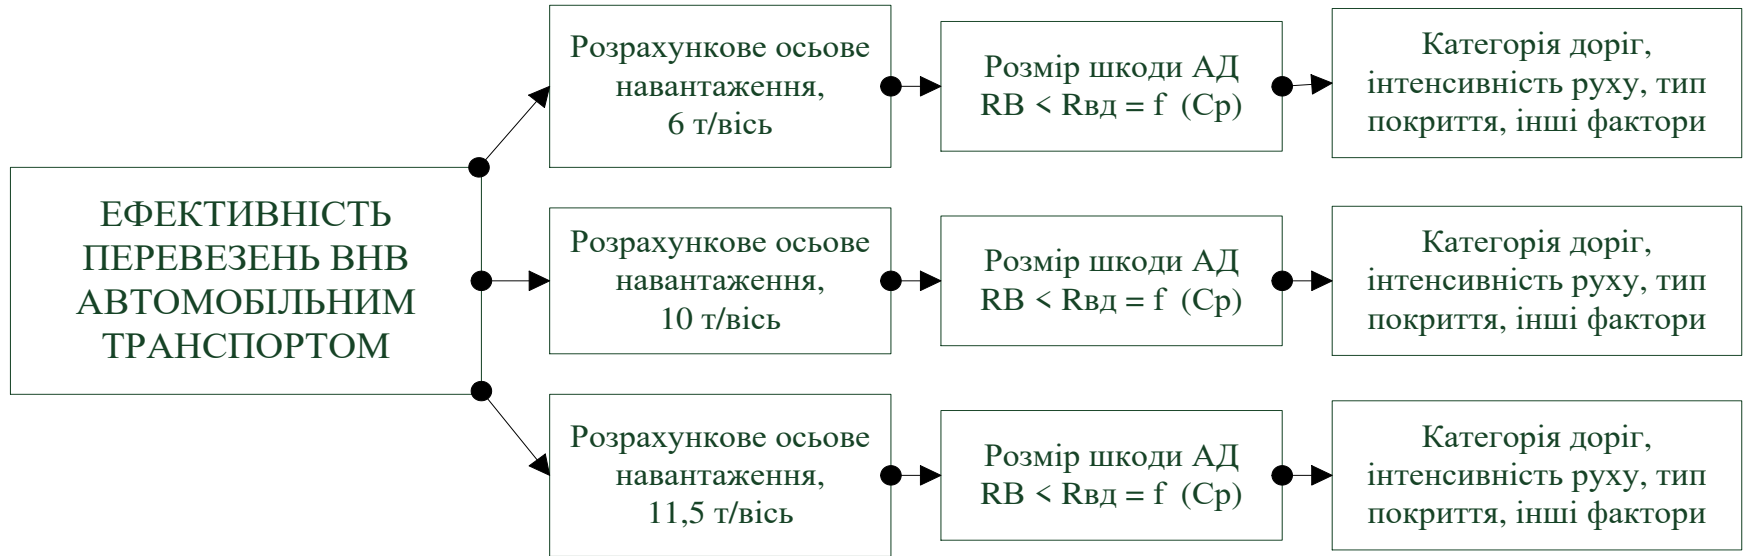 ЕФЕКТИВНІСТЬ
ПЕРЕВЕЗЕНЬ ВНВ
АВТОМОБІЛЬНИМ
ТРАНСПОРТОМ
Розрахункове осьове
навантаження,
6 т/вісь
Розмір шкоди АД
RB < Rвд = f (Ср)
Категорія доріг,
інтенсивність руху, тип
покриття, інші фактори
Розрахункове осьове
навантаження,
10 т/вісь
Розмір шкоди АД
RB < Rвд = f (Ср)
Категорія доріг,
інтенсивність руху, тип
покриття, інші фактори
Розрахункове осьове
навантаження,
11,5 т/вісь
Розмір шкоди АД
RB < Rвд = f (Ср)
Категорія доріг,
інтенсивність руху, тип
покриття, інші фактори